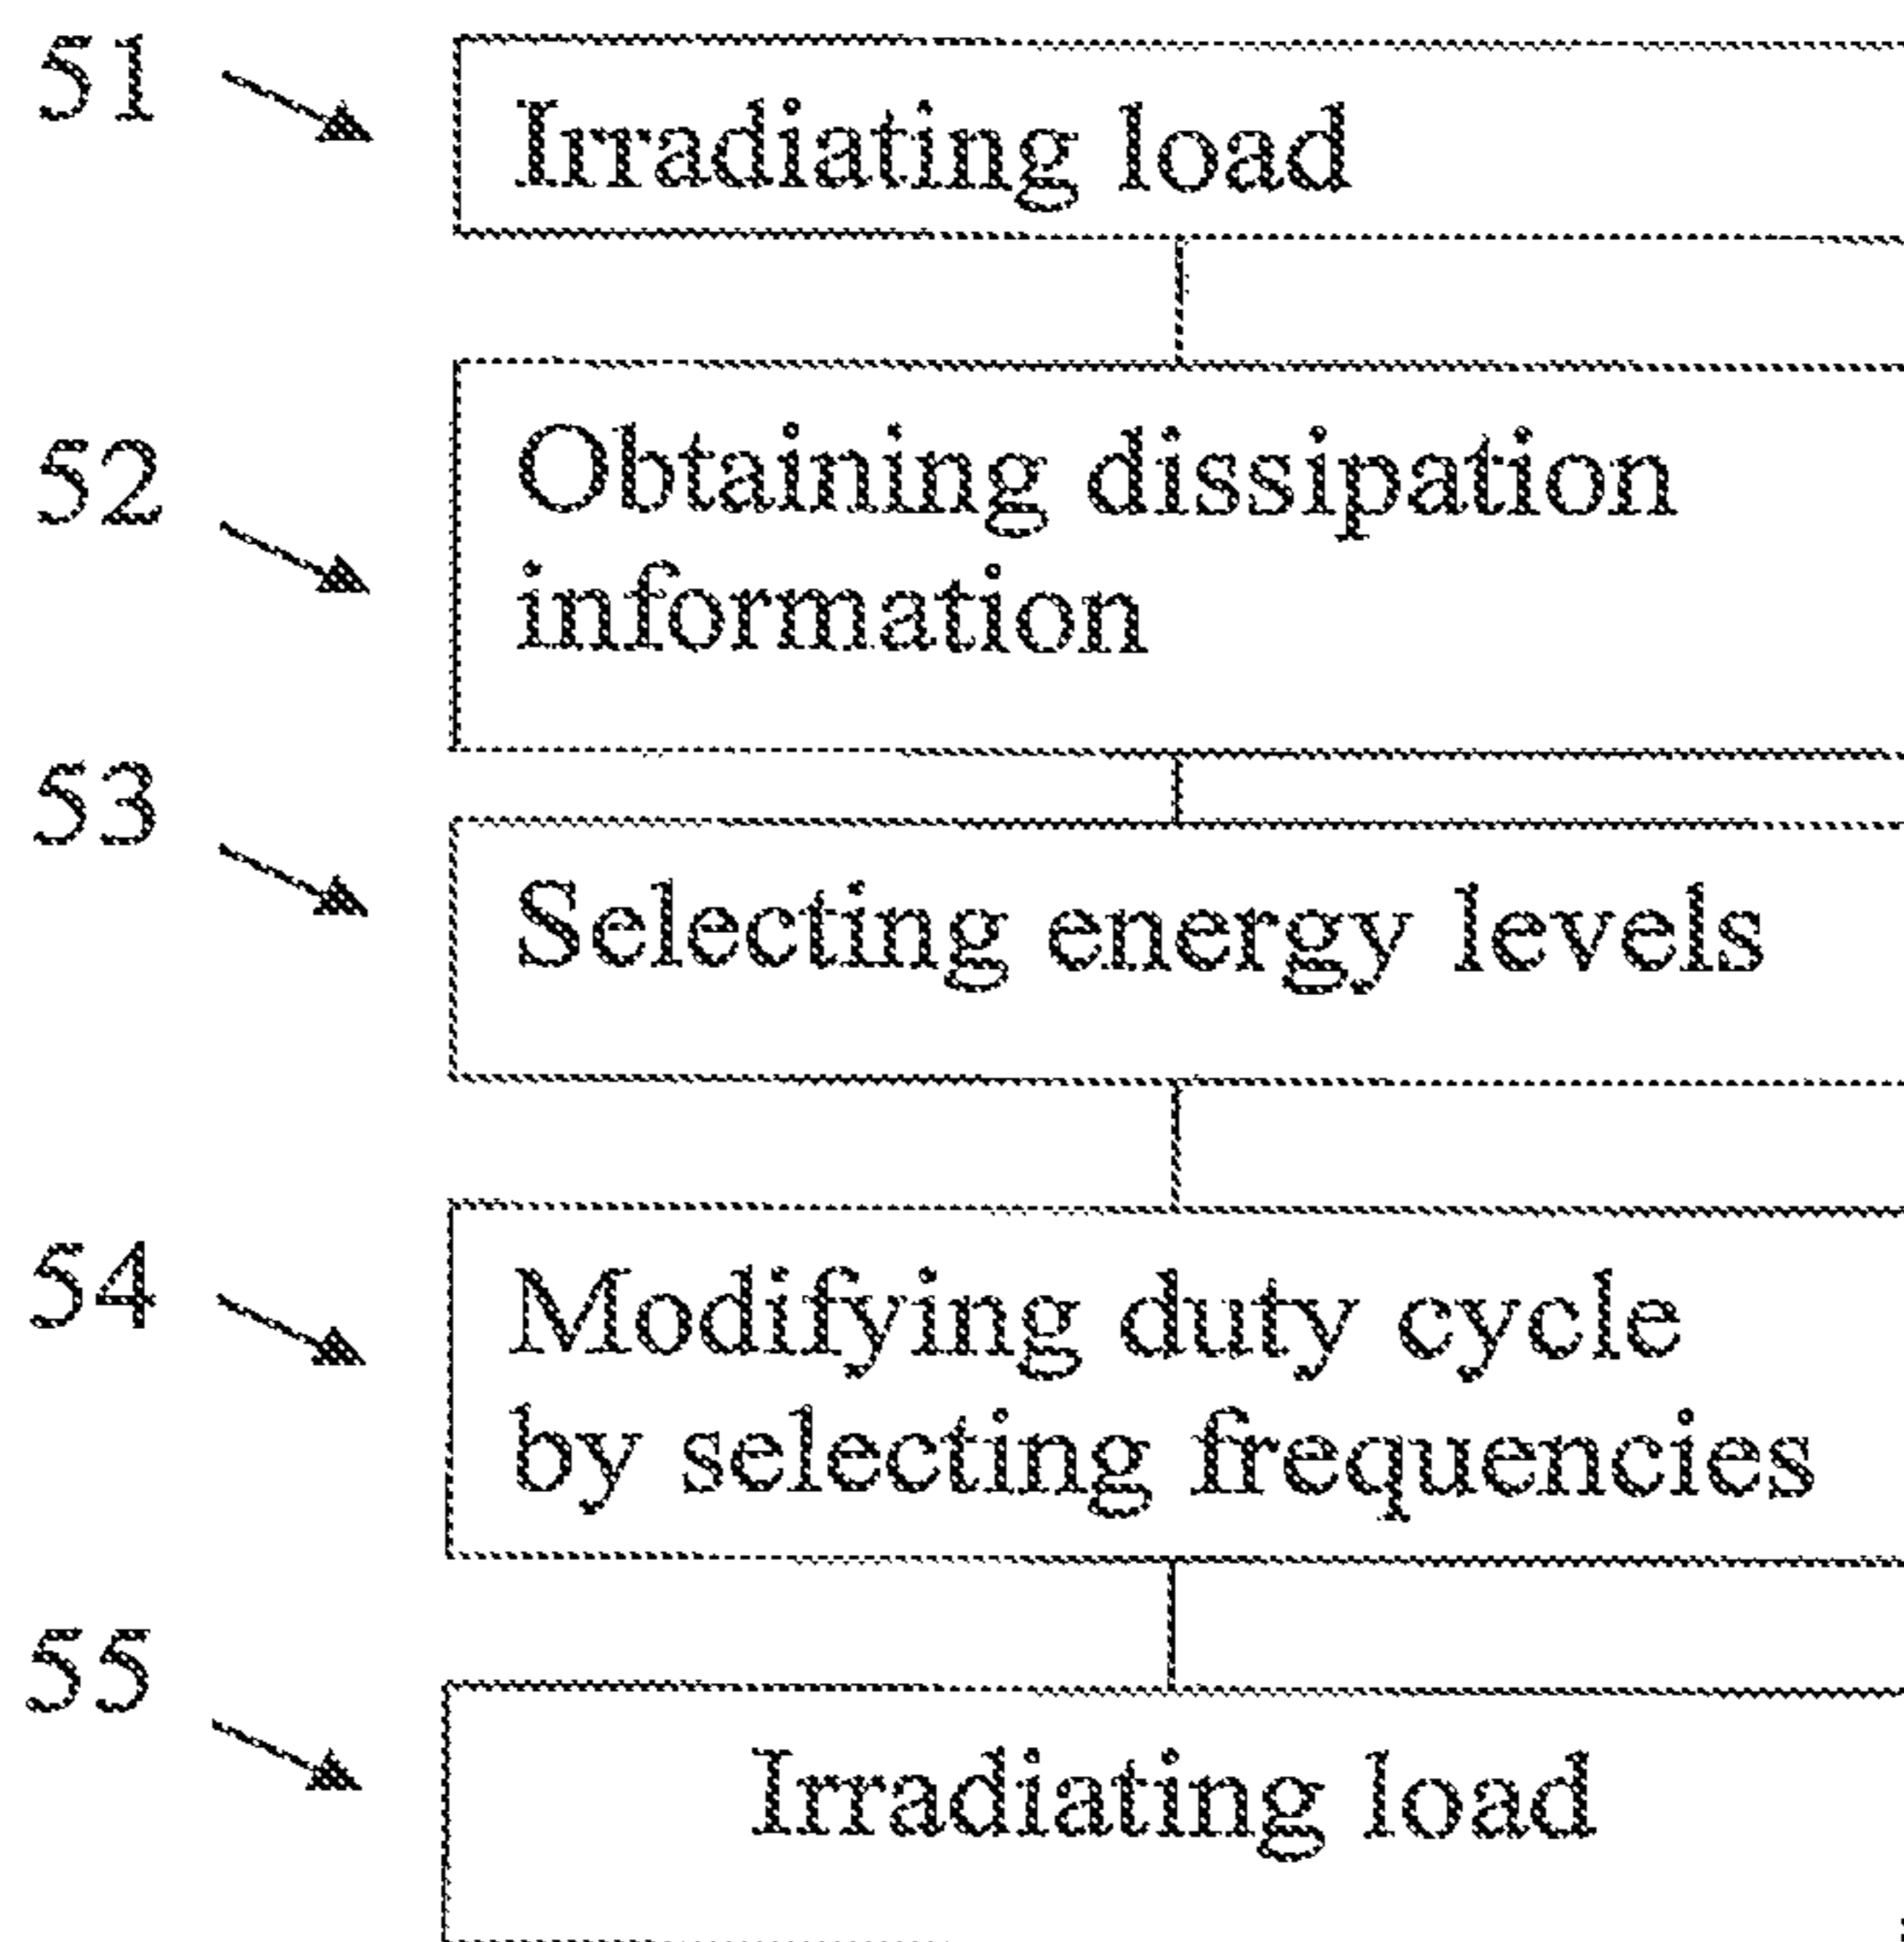 51
Irradiating load
52
Obtaining dissipation
information
53
Selecting energy levels
54
Modifying duty cycle
by selecting frequencies
55
Irradiating load